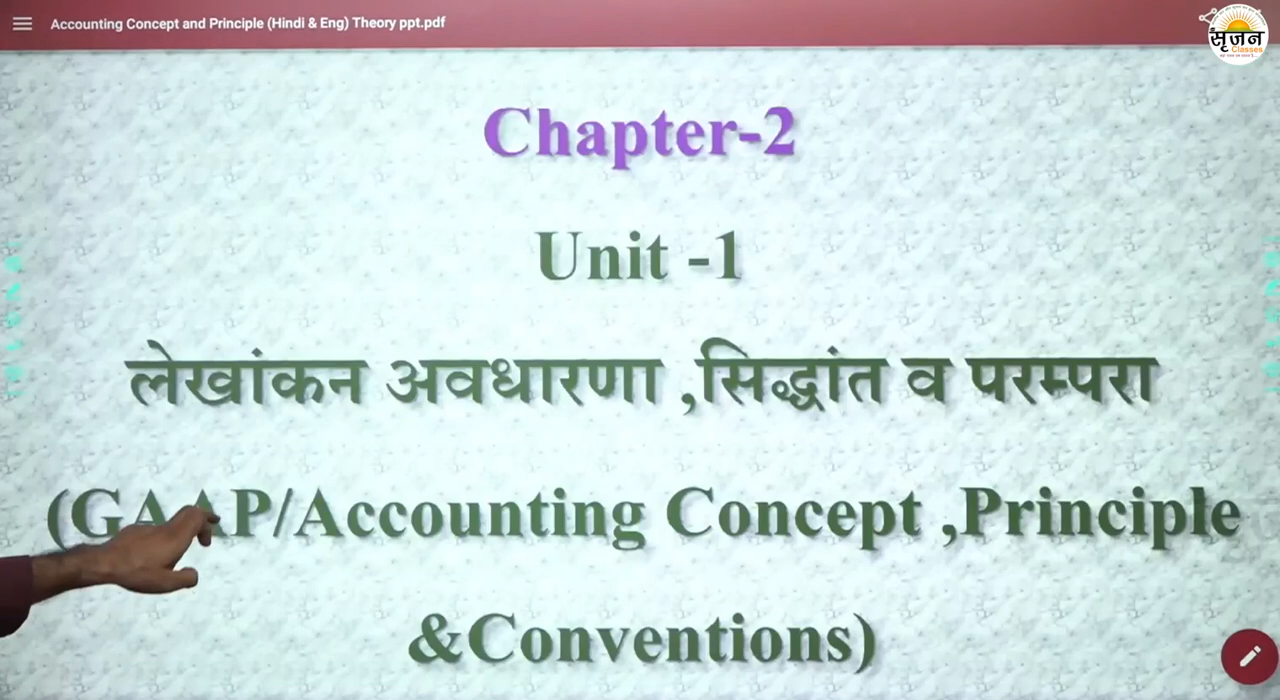 Accounting Concept and Principle (Hindi & Eng) Theory ppt.pdf
सृजन
Classes
Chapter-2
Unit -1
लेखांकन अवधारणा ,सिद्धांत व परम्परा
(GAAP/Accounting Concept ,Principle
&Conventions)